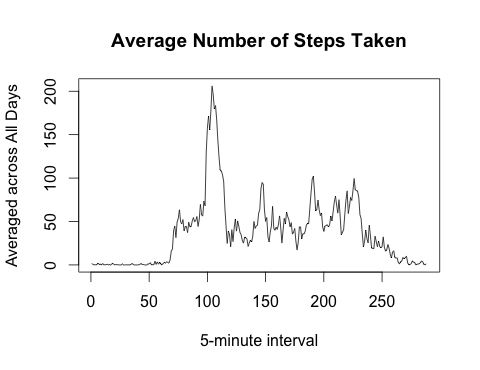 Average Number of Steps Taken
Averaged across All Days
200
150
100
50
0
0 50 100 150 200 250
5-minute interval